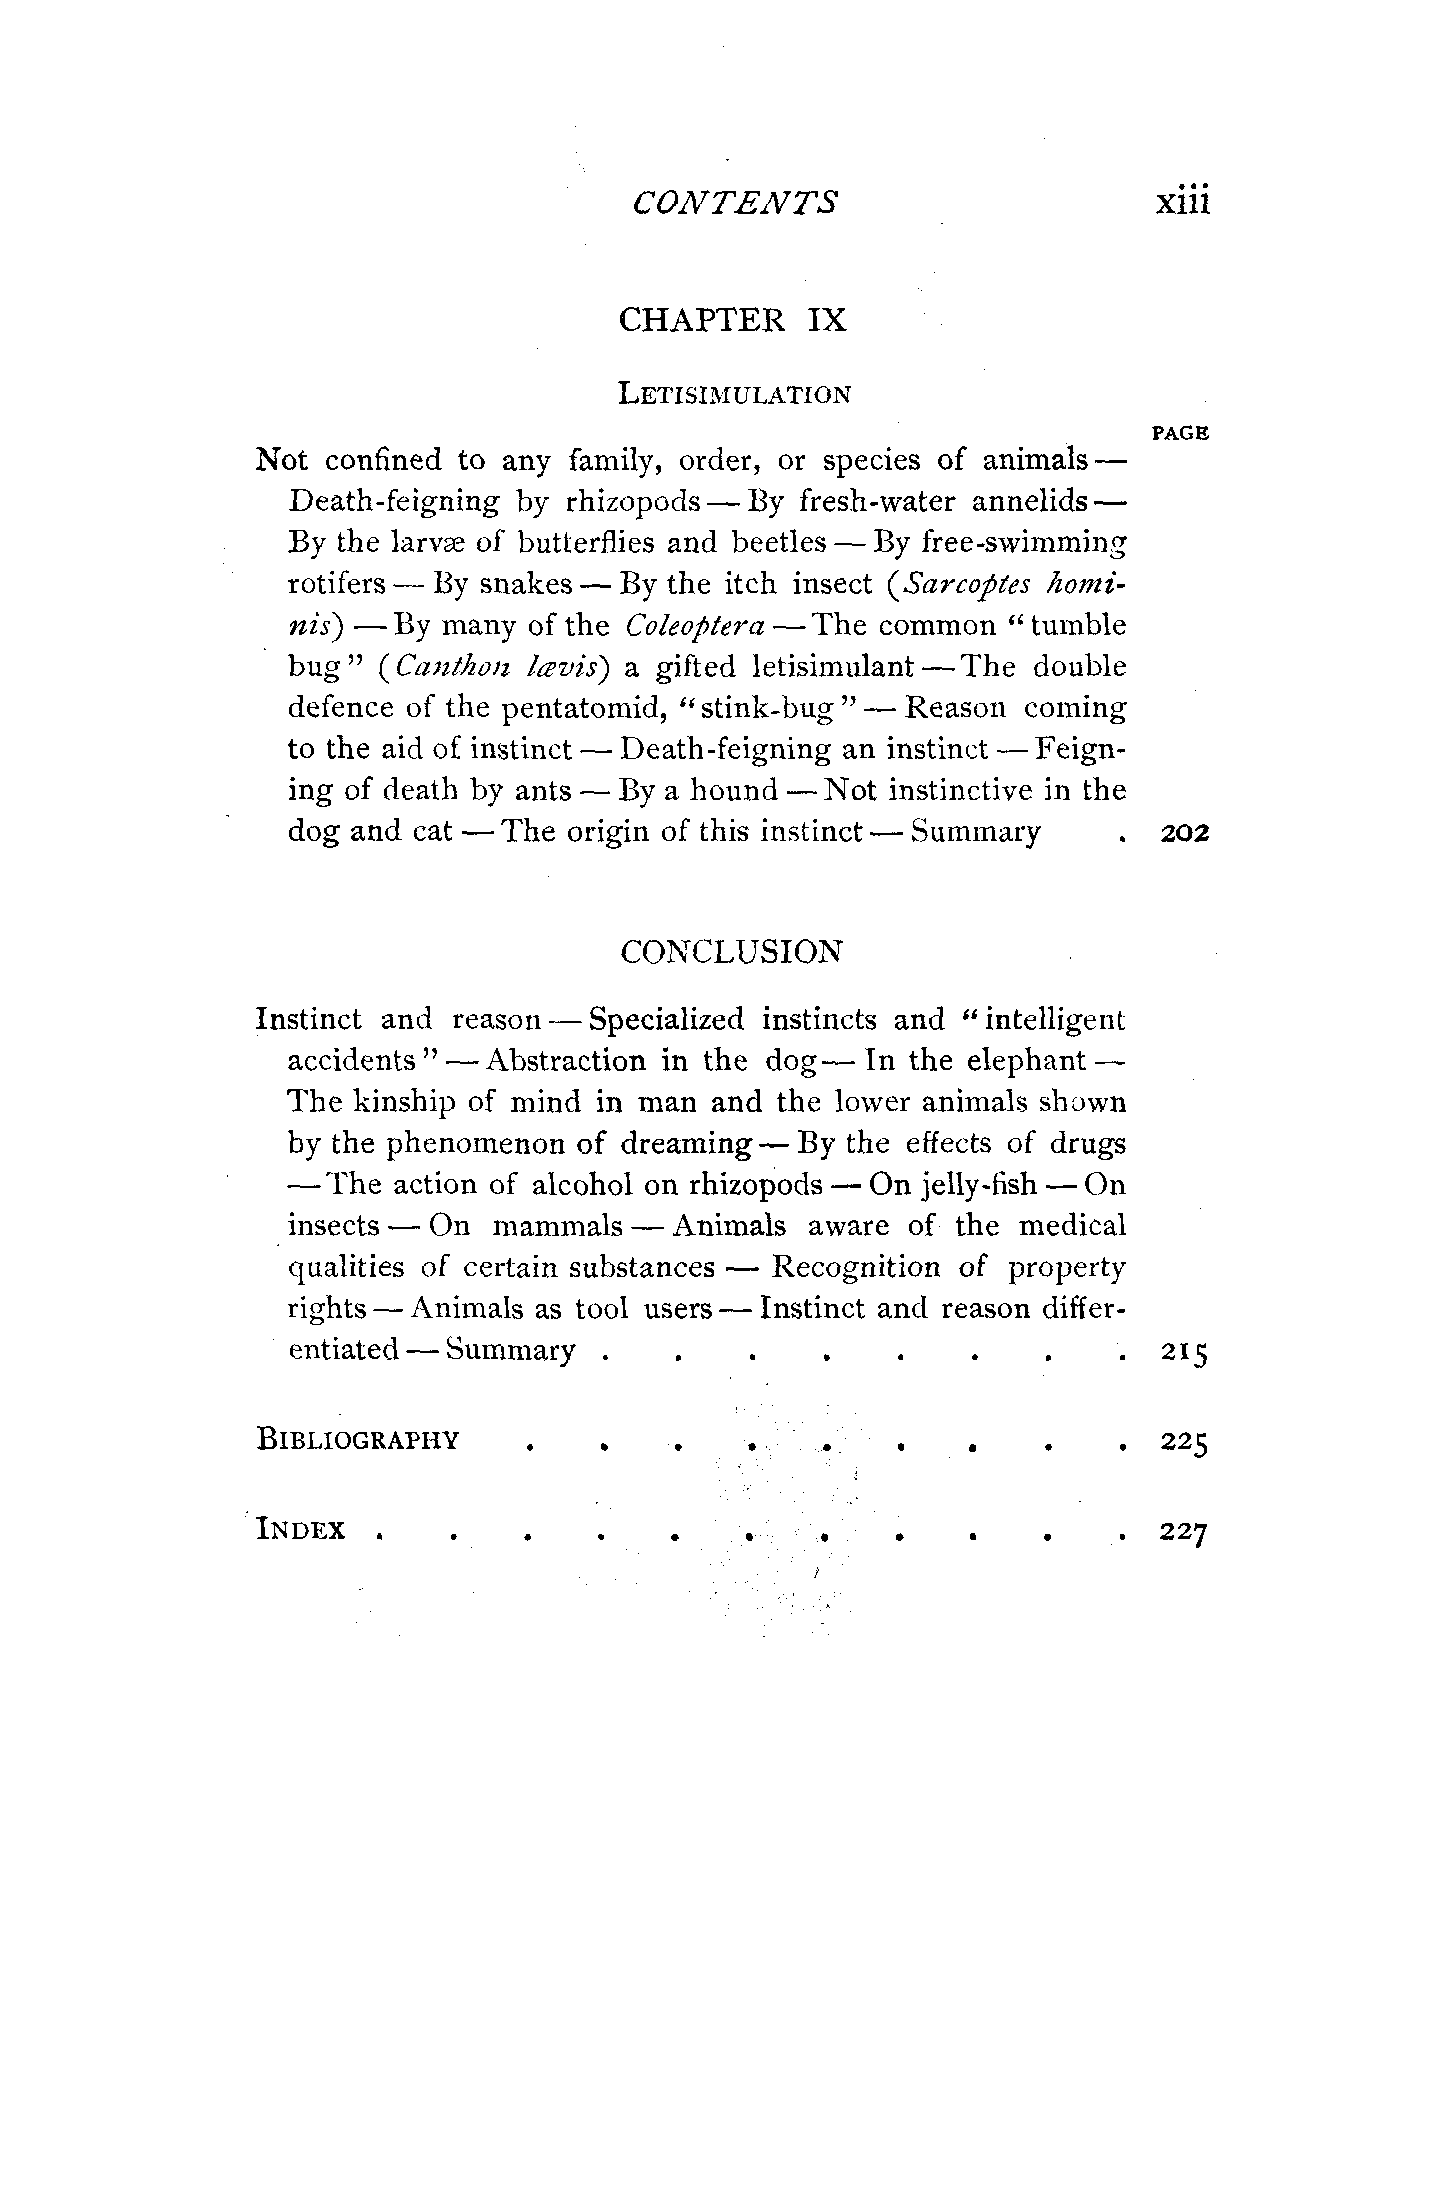 CONTENTS xiii
CHAPTER IX
LETISIMULATION
PAGE
Not confined to any family, order, or species of animals —
Death-feigning by rhizopods — By fresh-water annelids —
By the larvæ of butterflies and beetles — By free-swimming
rotifers — By snakes — By the itch insect (Sarcoptes homi-
nis) — By many of the Coleoptera — The common “tumble
bug” (Canthon lævis) a gifted letisimulant — The double
defence of the pentatomid, “stink-bug” — Reason coming
to the aid of instinct — Death-feigning an instinct — Feign-
ing of death by ants — By a hound — Not instinctive in the
dog and cat — The origin of this instinct — Summary . 202
CONCLUSION
Instinct and reason — Specialized instincts and “intelligent
accidents” — Abstraction in the dog — In the elephant —
The kinship of mind in man and the lower animals shown
by the phenomenon of dreaming — By the effects of drugs
— The action of alcohol on rhizopods — On jelly-fish — On
insects — On mammals — Animals aware of the medical
qualities of certain substances — Recognition of property
rights — Animals as tool users — Instinct and reason differ-
entiated — Summary . . . . . . . . 215
BIBLIOGRAPHY . . . . . . . . . 225
INDEX . . . . . . . . . . . 227